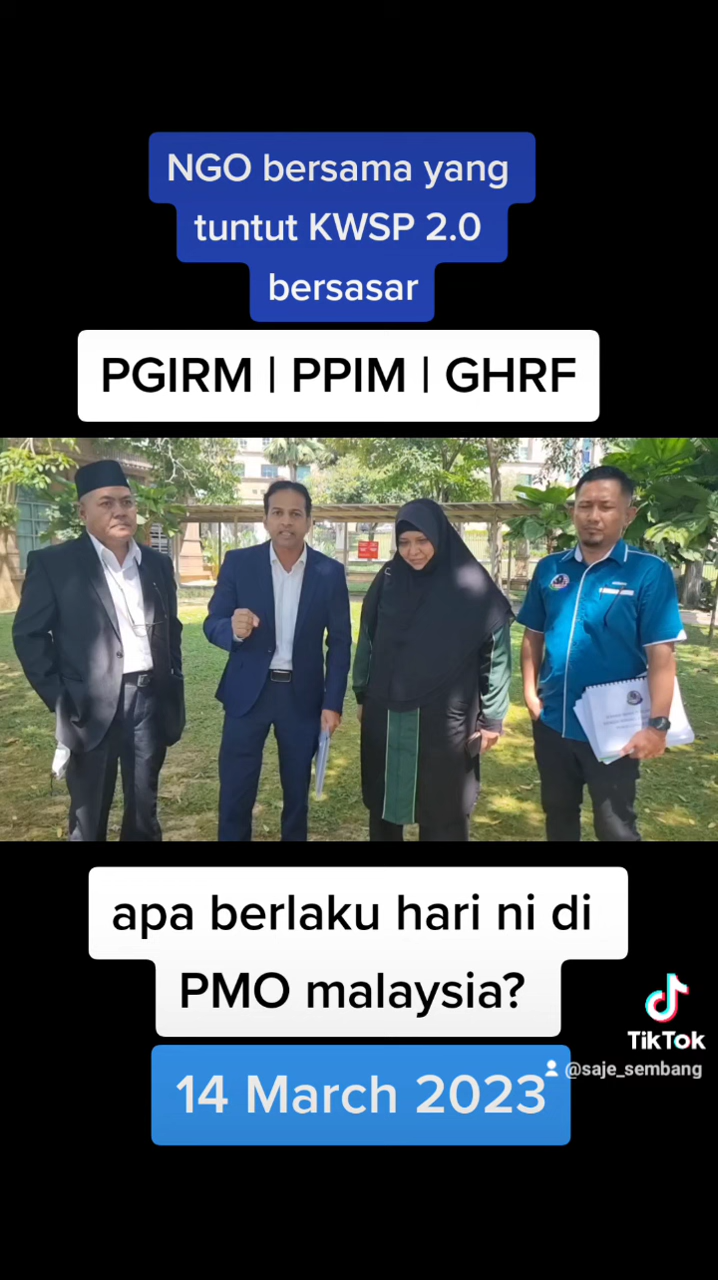 NGO bersama yang
tuntut KWSP 2.0
bersasar
PGIRM | PPIM | GHRF
apa berlaku hari ni di
PMO malaysia?
TikTok
@saje_sembang
14 March 2023